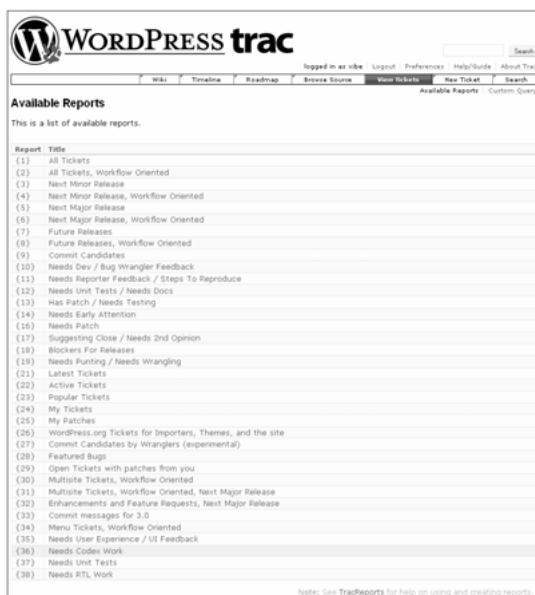 WORDPRESS trac
Search
logged in as vibe Logout Preferences Help/Guide About Trac
Wiki Timeline Roadmap Browse Source View Tickets New Ticket Search
Available Reports Custom Query
Available Reports
This is a list of available reports.
Report Title
{1} All Tickets
{2} All Tickets, Workflow Oriented
{3} Next Minor Release
{4} Next Minor Release, Workflow Oriented
{5} Next Major Release
{6} Next Major Release, Workflow Oriented
{7} Future Releases
{8} Future Releases, Workflow Oriented
{9} Commit Candidates
{10} Needs Dev / Bug Wrangler Feedback
{11} Needs Reporter Feedback / Steps To Reproduce
{12} Needs Unit Tests / Needs Docs
{13} Has Patch / Needs Testing
{14} Needs Early Attention
{16} Needs Patch
{17} Suggesting Close / Needs 2nd Opinion
{18} Blockers For Releases
{19} Needs Punting / Needs Wrangling
{21} Latest Tickets
{22} Active Tickets
{23} Popular Tickets
{24} My Tickets
{25} My Patches
{26} WordPress.org Tickets for Importers, Themes, and the site
{27} Commit Candidates by Wranglers (experimental)
{28} Featured Bugs
{29} Open Tickets with patches from you
{30} Multisite Tickets, Workflow Oriented
{31} Multisite Tickets, Workflow Oriented, Next Major Release
{32} Enhancements and Feature Requests, Next Major Release
{33} Commit messages for 3.0
{34} Menu Tickets, Workflow Oriented
{35} Needs User Experience / UI Feedback
{36} Needs Codex Work
{37} Needs Unit Tests
{38} Needs RTL Work
Note: See TracReports for help on using and creating reports.